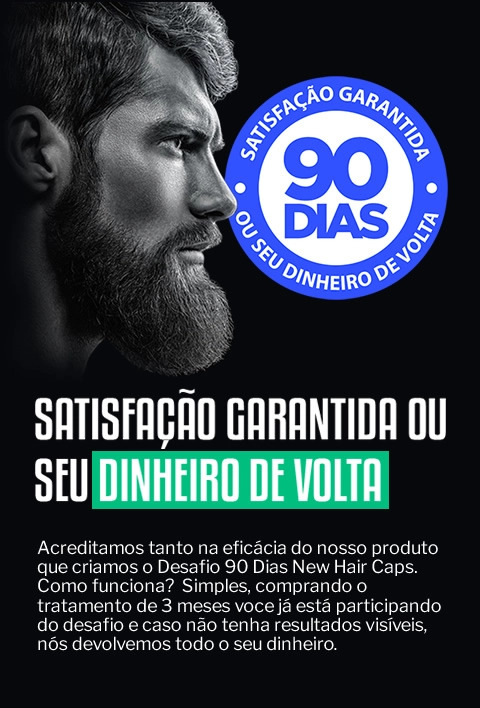 SATISFAÇÃO GARANTIDA
90
DIAS
OU SEU DINHEIRO DE VOLTA
SATISFAÇÃO GARANTIDA OU
SEU DINHEIRO DE VOLTA
Acreditamos tanto na eficácia do nosso produto
que criamos o Desafio 90 Dias New Hair Caps.
Como funciona? Simples, comprando o
tratamento de 3 meses voce já está participando
do desafio e caso não tenha resultados visíveis,
nós devolvemos todo o seu dinheiro.